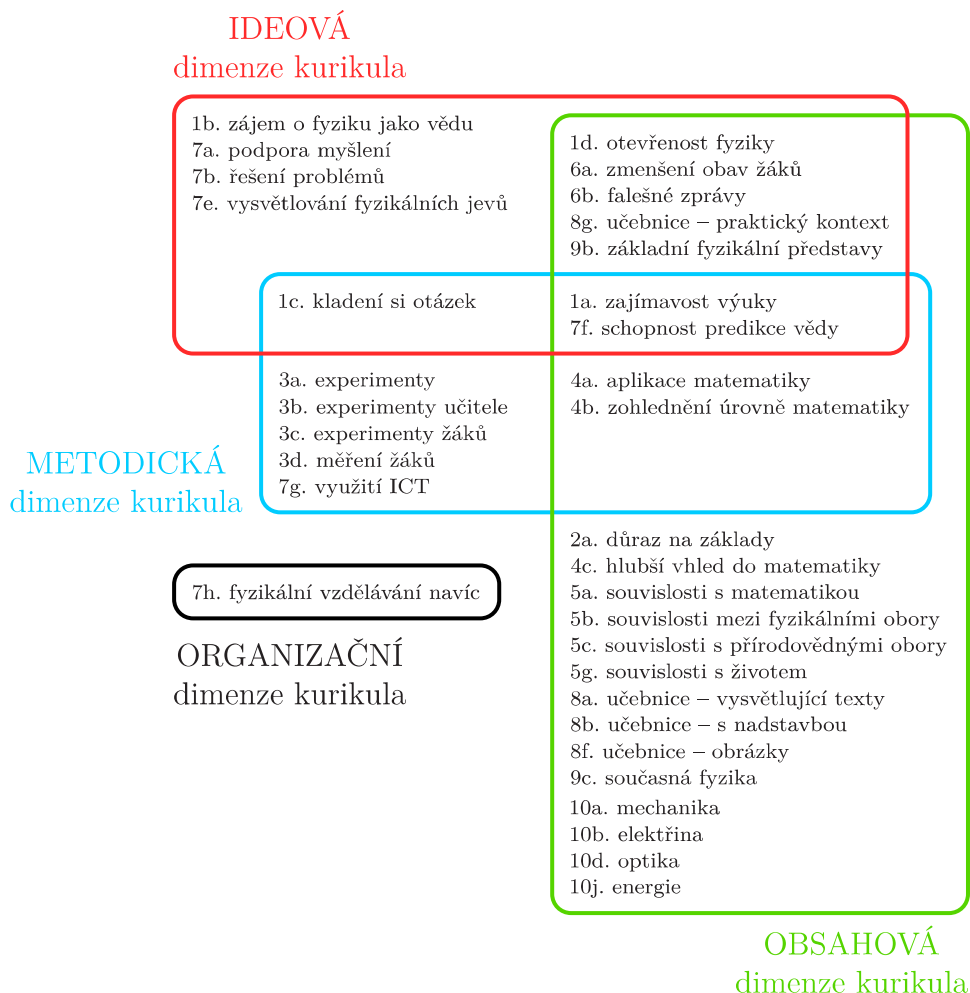 IDEOVÁ
dimenze kurikula
1b. zájem o fyziku jako vědu
7a. podpora myšlení
7b. řešení problémů
7e. vysvětlování fyzikálních jevů
1d. otevřenost fyziky
6a. zmenšení obav žáků
6b. falešné zprávy
8g. učebnice – praktický kontext
9b. základní fyzikální představy
1c. kladení si otázek
1a. zajímavost výuky
7f. schopnost predikce vědy
3a. experimenty
3b. experimenty učitele
3c. experimenty žáků
3d. měření žáků
7g. využití ICT
4a. aplikace matematiky
4b. zohlednění úrovně matematiky
METODICKÁ
dimenze kurikula
7h. fyzikální vzdělávání navíc
ORGANIZAČNÍ
dimenze kurikula
2a. důraz na základy
4c. hlubší vhled do matematiky
5a. souvislosti s matematikou
5b. souvislosti mezi fyzikálními obory
5c. souvislosti s přírodovědnými obory
5g. souvislosti s životem
8a. učebnice – vysvětlující texty
8b. učebnice – s nadstavbou
8f. učebnice – obrázky
9c. současná fyzika
10a. mechanika
10b. elektřina
10d. optika
10j. energie
OBSAHOVÁ
dimenze kurikula